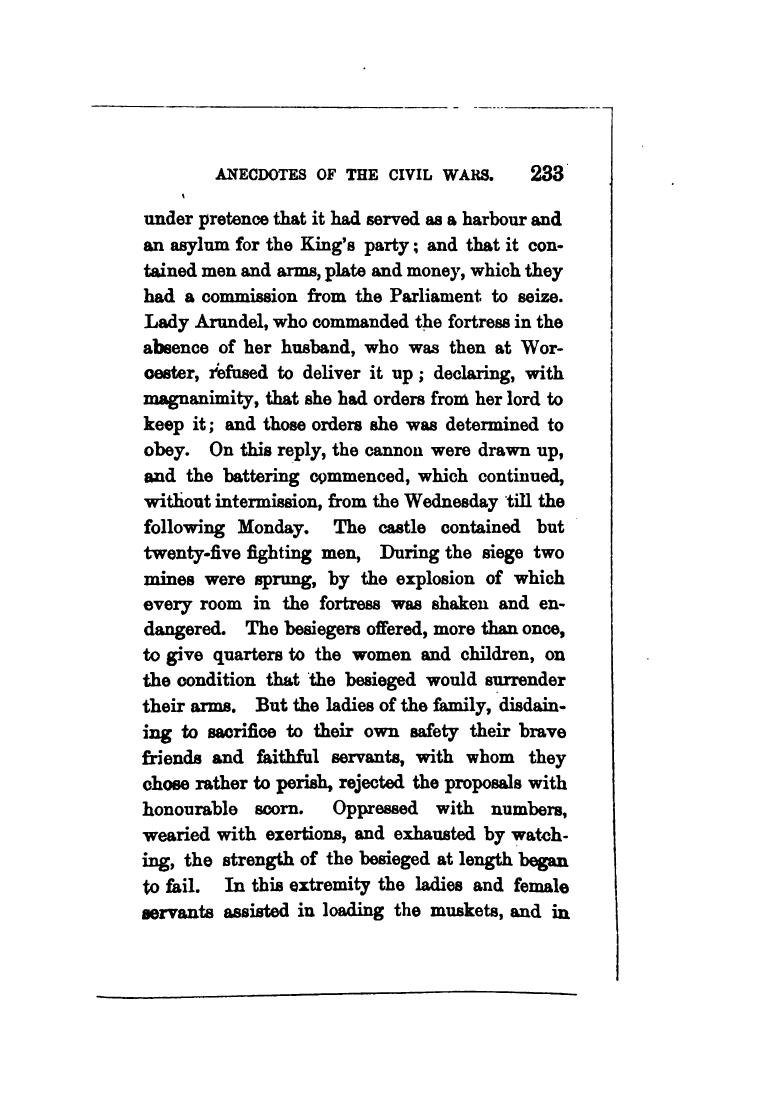 ANECDOTES OF THE CIVIL WARS. 233
under pretence that it had served as a harbour and
an asylum for the King's party; and that it con-
tained men and arms, plate and money, which they
had a commission from the Parliament to seize.
Lady Arundel, who commanded the fortress in the
absence of her husband, who was then at Wor-
cester, refused to deliver it up; declaring, with
magnanimity, that she had orders from her lord to
keep it; and those orders she was determined to
obey. On this reply, the cannon were drawn up,
and the battering commenced, which continued,
without intermission, from the Wednesday till the
following Monday. The castle contained but
twenty-five fighting men, During the siege two
mines were sprung, by the explosion of which
every room in the fortress was shaken and en-
dangered. The besiegers offered, more than once,
to give quarters to the women and children, on
the condition that the besieged would surrender
their arms. But the ladies of the family, disdain-
ing to sacrifice to their own safety their brave
friends and faithful servants, with whom they
chose rather to perish, rejected the proposals with
honourable scorn. Oppressed with numbers,
wearied with exertions, and exhausted by watch-
ing, the strength of the besieged at length began
to fail. In this extremity the ladies and female
servants assisted in loading the muskets, and in